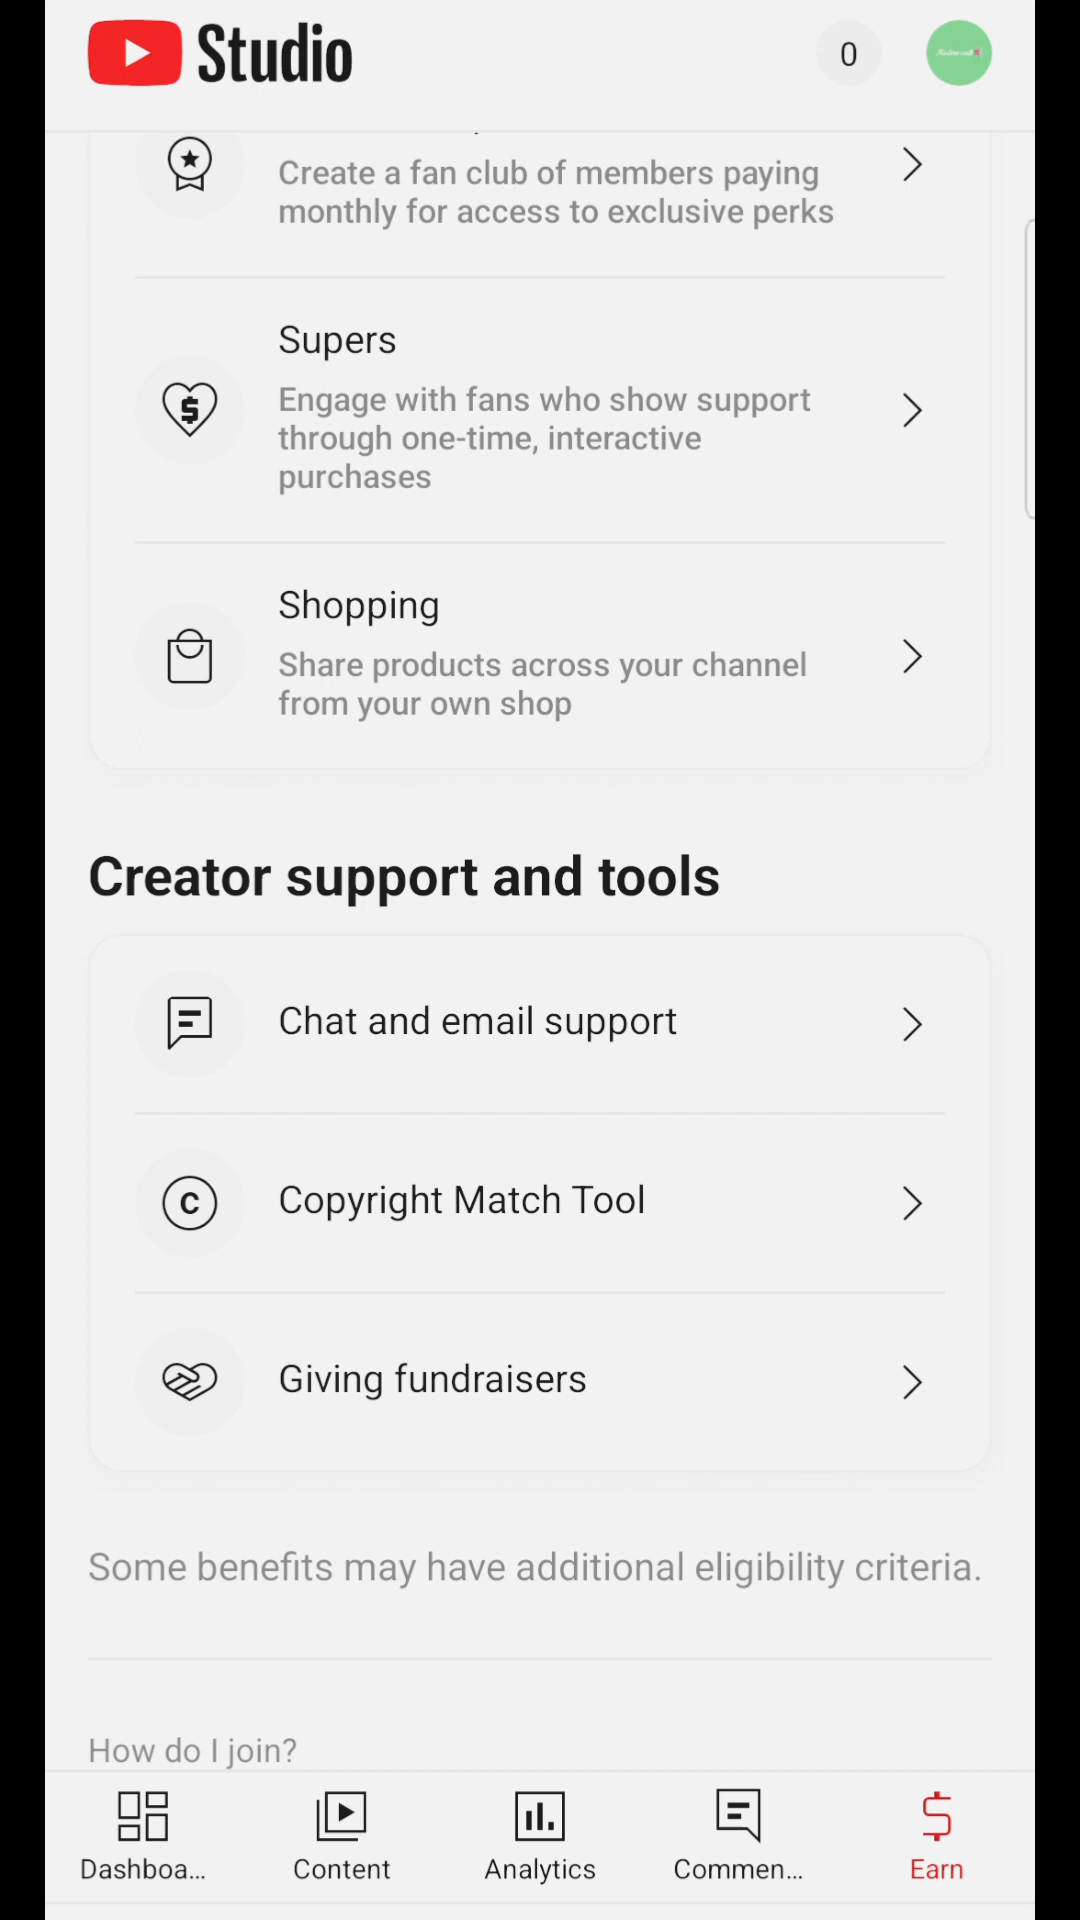 Studio
0
Create a fan club of members paying
monthly for access to exclusive perks
Supers
Engage with fans who show support
through one-time, interactive
purchases
Shopping
Share products across your channel
from your own shop
Creator support and tools
Chat and email support
Copyright Match Tool
Giving fundraisers
Some benefits may have additional eligibility criteria.
How do I join?
Dashboa...
Content
Analytics
Commen...
Earn